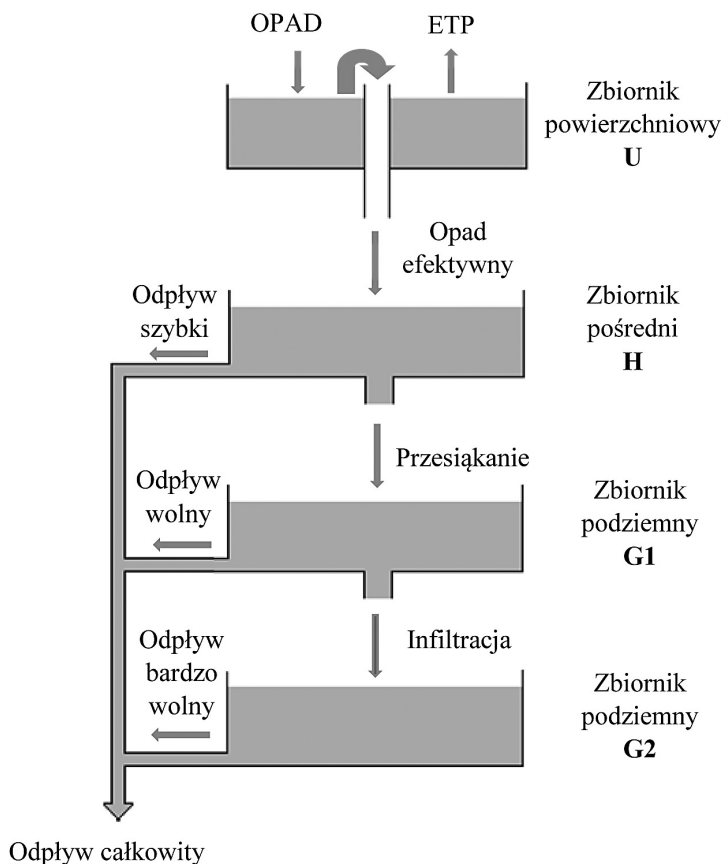 OPAD
ETP
Zbiornik
powierzchniowy
U
Opad
efektywny
Odpływ
szybki
Zbiornik
pośredni
H
Przesiąkanie
Odpływ
wolny
Zbiornik
podziemny
G1
Infiltracja
Odpływ
bardzo
wolny
Zbiornik
podziemny
G2
Odpływ całkowity